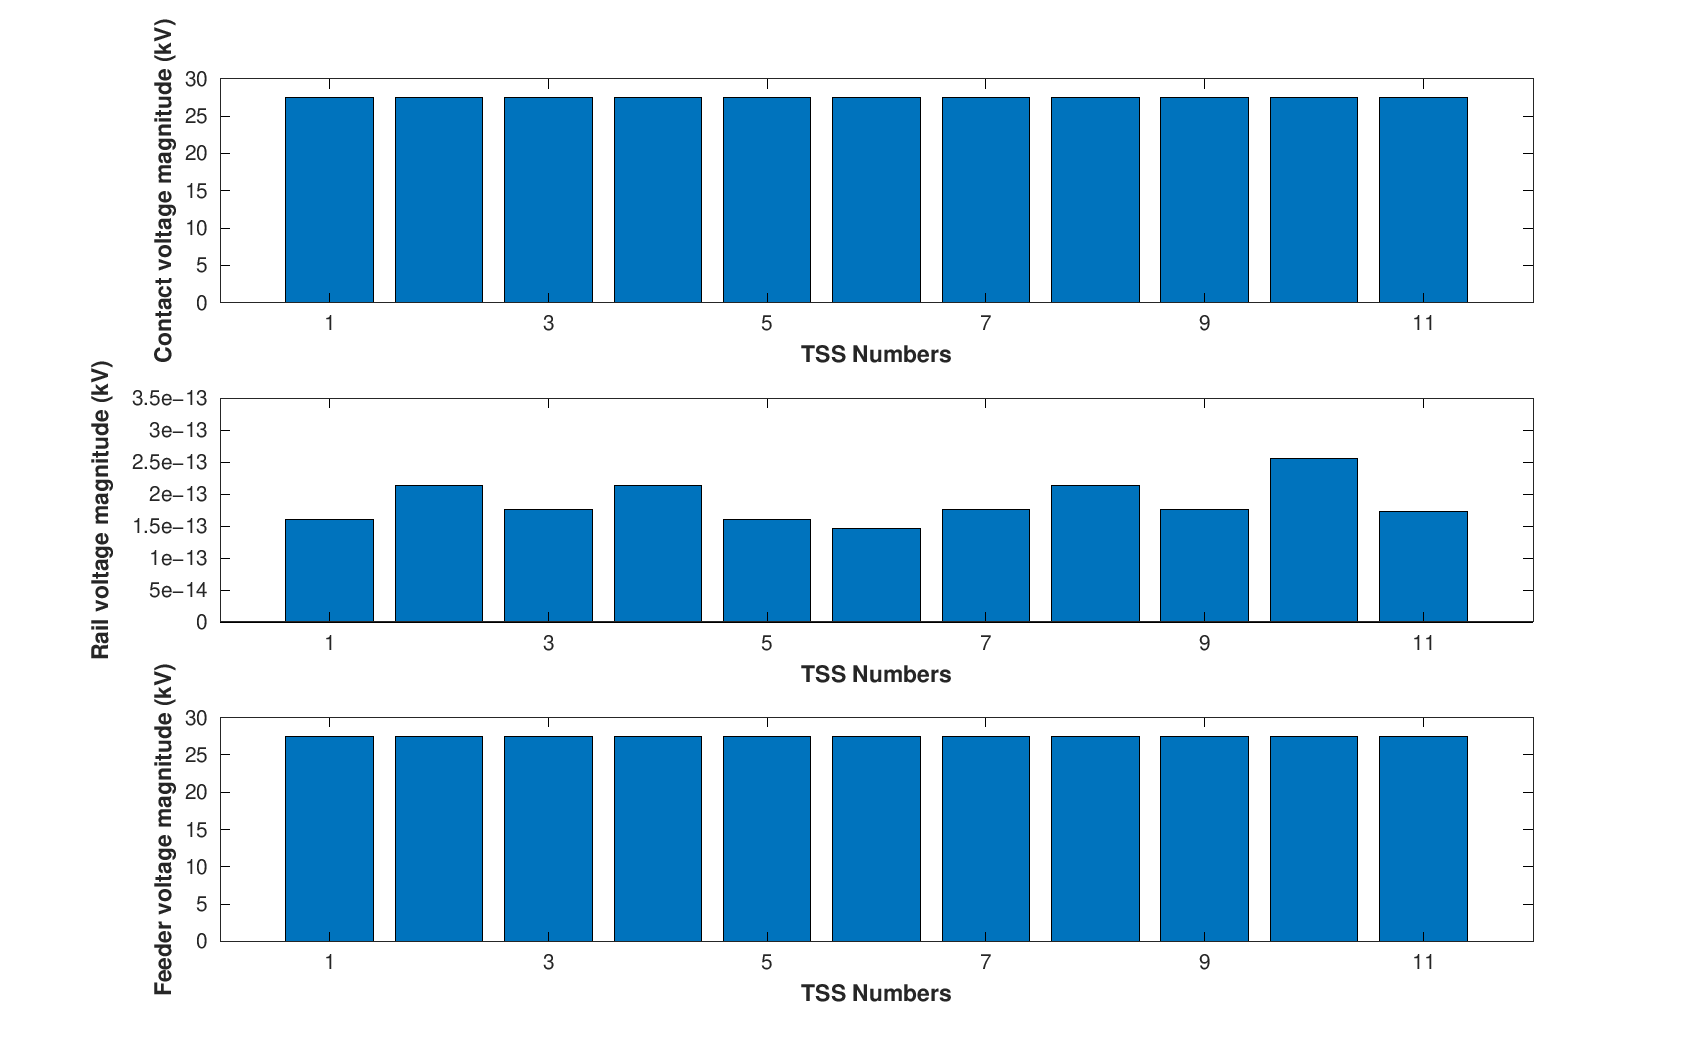 Contact voltage magnitude (kV)
30
25
20
15
10
5
0
1 3 5 7 9 11
TSS Numbers
Rail voltage magnitude (kV)
3.5e−13
3e−13
2.5e−13
2e−13
1.5e−13
1e−13
5e−14
0
1 3 5 7 9 11
TSS Numbers
Feeder voltage magnitude (kV)
30
25
20
15
10
5
0
1 3 5 7 9 11
TSS Numbers